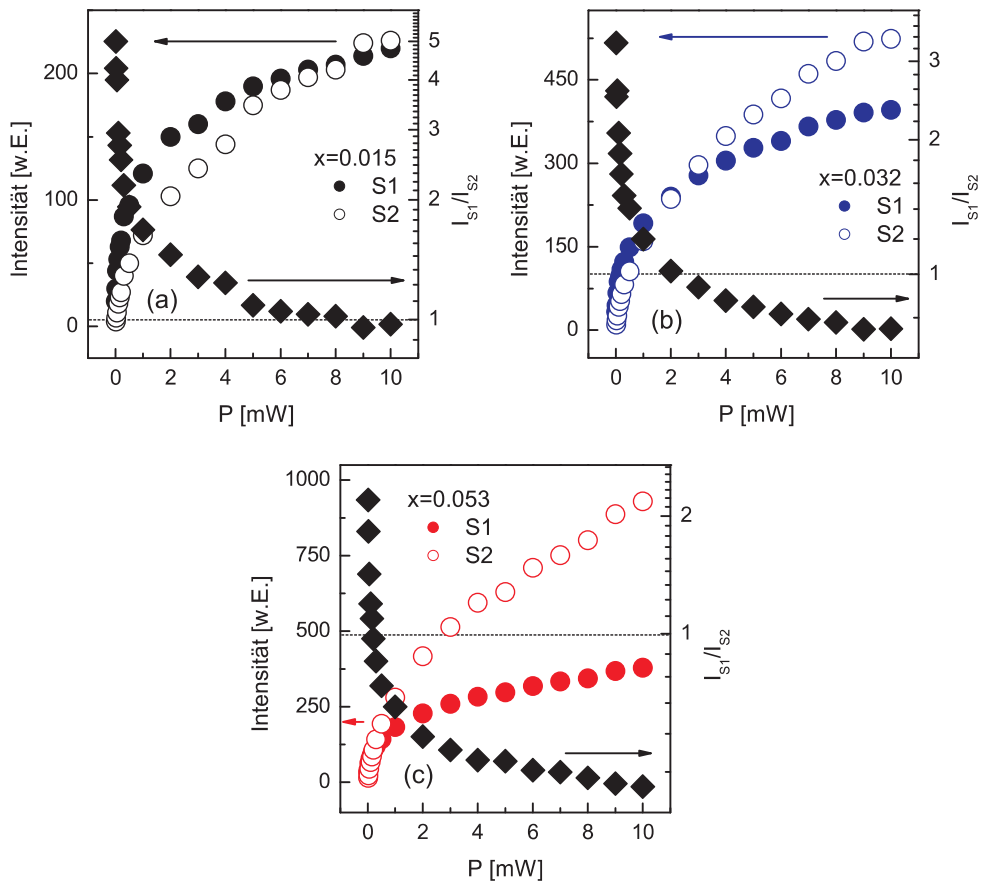 200
100
0
Intensität [w.E.]
x=0.015
S1
S2
(a)
5
4
3
2
1
I_S1/I_S2
0 2 4 6 8 10
P [mW]
600
450
300
150
0
Intensität [w.E.]
x=0.032
S1
S2
(b)
3
2
1
I_S1/I_S2
0 2 4 6 8 10
P [mW]
1000
750
500
250
0
Intensität [w.E.]
x=0.053
S1
S2
(c)
2
1
I_S1/I_S2
0 2 4 6 8 10
P [mW]